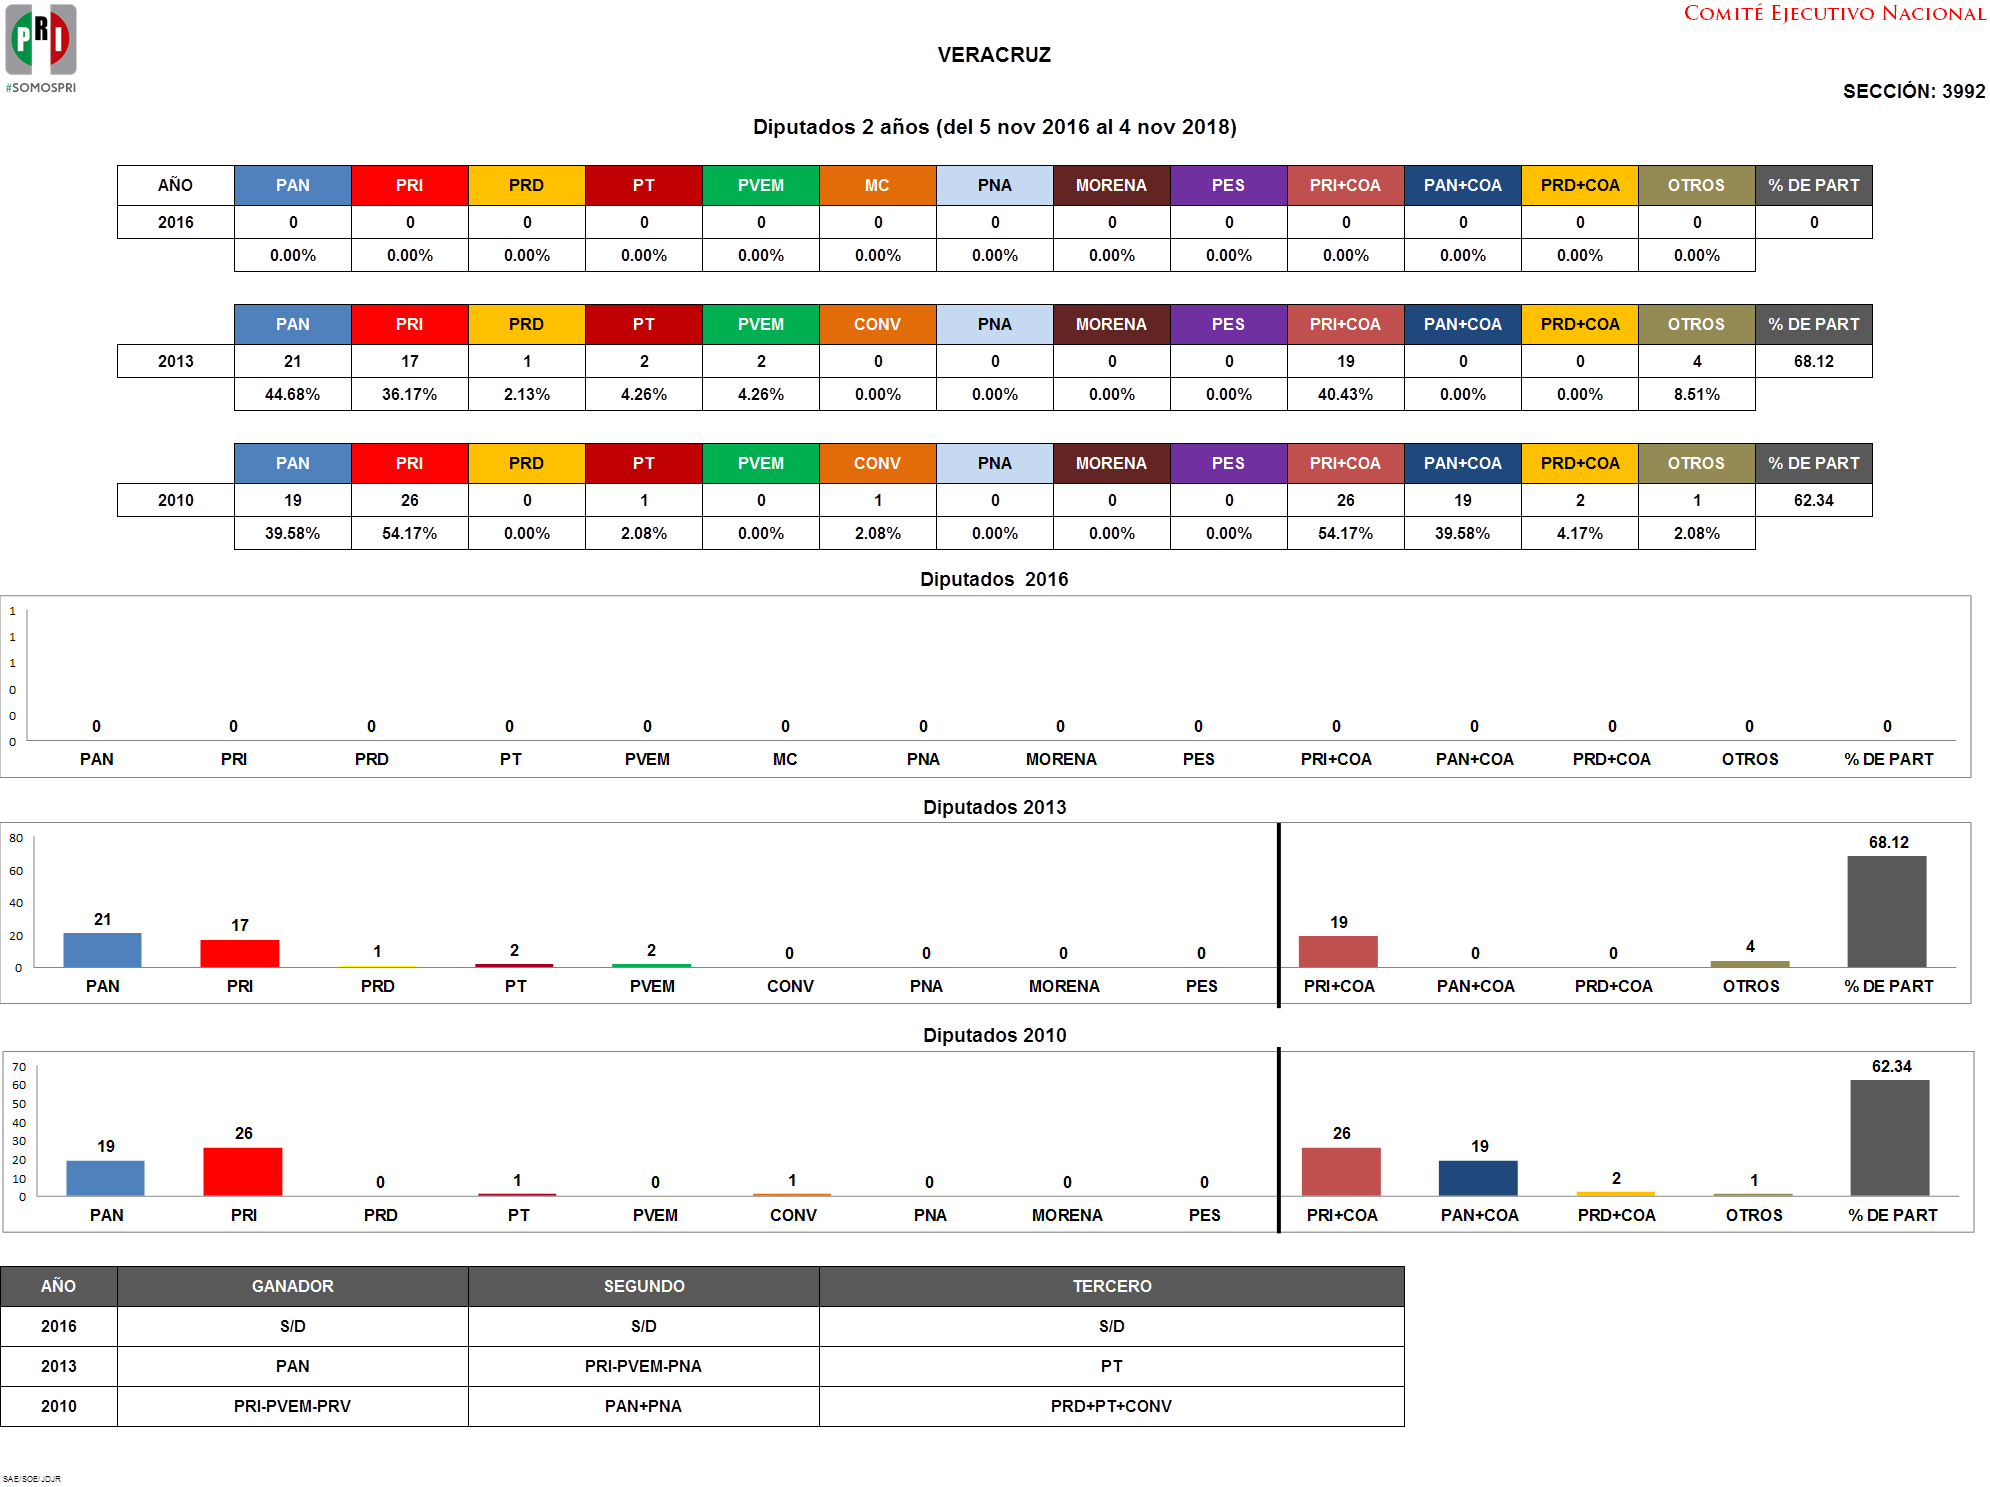 PRI
#SOMOSPRI
COMITÉ EJECUTIVO NACIONAL
VERACRUZ
SECCIÓN: 3992
Diputados 2 años (del 5 nov 2016 al 4 nov 2018)
AÑO PAN PRI PRD PT PVEM MC PNA MORENA PES PRI+COA PAN+COA PRD+COA OTROS % DE PART
2016 0 0 0 0 0 0 0 0 0 0 0 0 0 0
0.00% 0.00% 0.00% 0.00% 0.00% 0.00% 0.00% 0.00% 0.00% 0.00% 0.00% 0.00% 0.00%
PAN PRI PRD PT PVEM CONV PNA MORENA PES PRI+COA PAN+COA PRD+COA OTROS % DE PART
2013 21 17 1 2 2 0 0 0 0 19 0 0 4 68.12
44.68% 36.17% 2.13% 4.26% 4.26% 0.00% 0.00% 0.00% 0.00% 40.43% 0.00% 0.00% 8.51%
PAN PRI PRD PT PVEM CONV PNA MORENA PES PRI+COA PAN+COA PRD+COA OTROS % DE PART
2010 19 26 0 1 0 1 0 0 0 26 19 2 1 62.34
39.58% 54.17% 0.00% 2.08% 0.00% 2.08% 0.00% 0.00% 0.00% 54.17% 39.58% 4.17% 2.08%
Diputados 2016
1
1
1
0
0
0
0 0 0 0 0 0 0 0 0 0 0 0 0 0
PAN PRI PRD PT PVEM MC PNA MORENA PES PRI+COA PAN+COA PRD+COA OTROS % DE PART
Diputados 2013
80
60
40
20
0
21 17 1 2 2 0 0 0 0 19 0 0 4 68.12
PAN PRI PRD PT PVEM CONV PNA MORENA PES PRI+COA PAN+COA PRD+COA OTROS % DE PART
Diputados 2010
70
60
50
40
30
20
10
0
19 26 0 1 0 1 0 0 0 26 19 2 1 62.34
PAN PRI PRD PT PVEM CONV PNA MORENA PES PRI+COA PAN+COA PRD+COA OTROS % DE PART
AÑO GANADOR SEGUNDO TERCERO
2016 S/D S/D S/D
2013 PAN PRI-PVEM-PNA PT
2010 PRI-PVEM-PRV PAN+PNA PRD+PT+CONV
SAE/SOE/JDJR